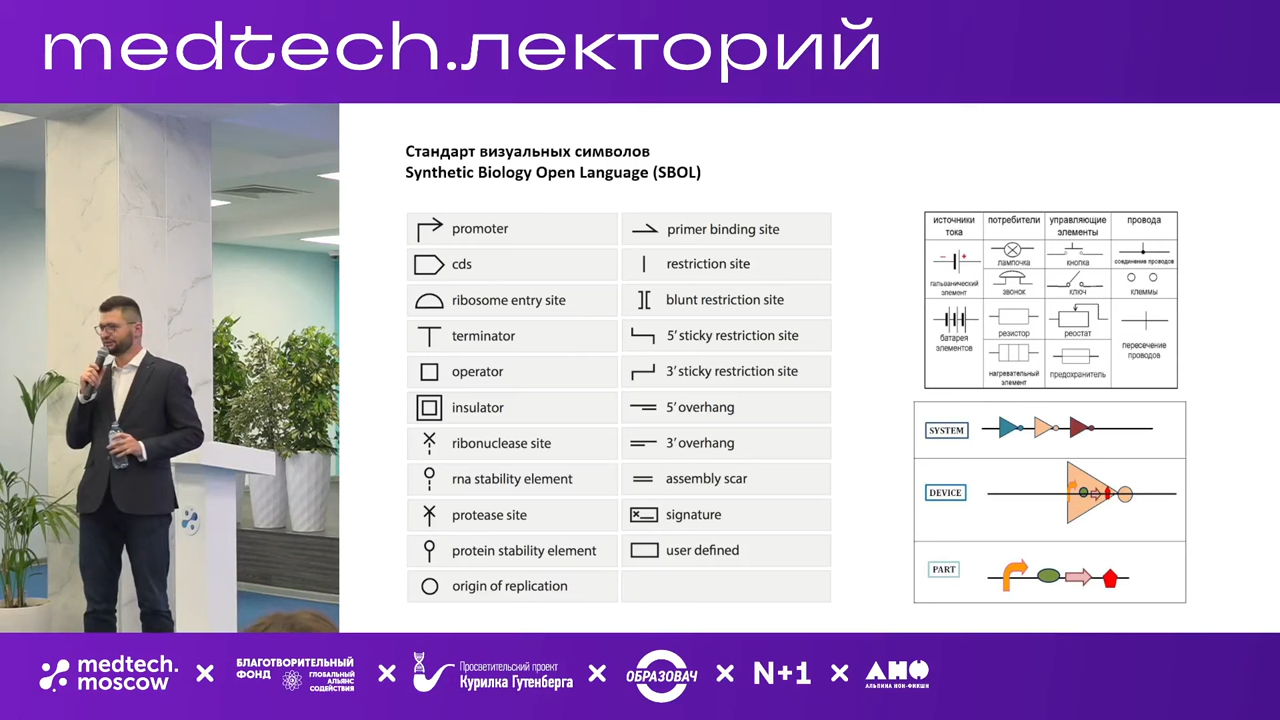 medtech.лекторий
Стандарт визуальных символов
Synthetic Biology Open Language (SBOL)
promoter
cds
ribosome entry site
terminator
operator
insulator
ribonuclease site
rna stability element
protease site
protein stability element
origin of replication
primer binding site
restriction site
blunt restriction site
5’ sticky restriction site
3’ sticky restriction site
5’ overhang
3’ overhang
assembly scar
signature
user defined
источники
тока
потребители
управляющие
элементы
провода
гальванический
элемент
лампочка
кнопка
соединение проводов
звонок
ключ
клеммы
батарея
элементов
резистор
реостат
пересечение
проводов
нагревательный
элемент
предохранитель
SYSTEM
DEVICE
PART
medtech.
moscow
БЛАГОТВОРИТЕЛЬНЫЙ
ФОНД
ГЛОБАЛЬНЫЙ
АЛЬЯНС
СОДЕЙСТВИЯ
Просветительский проект
Курилка Гутенберга
ОБРАЗОВАЧ
N+1
АНФ
АЛЬПИНА НОН-ФИКШН